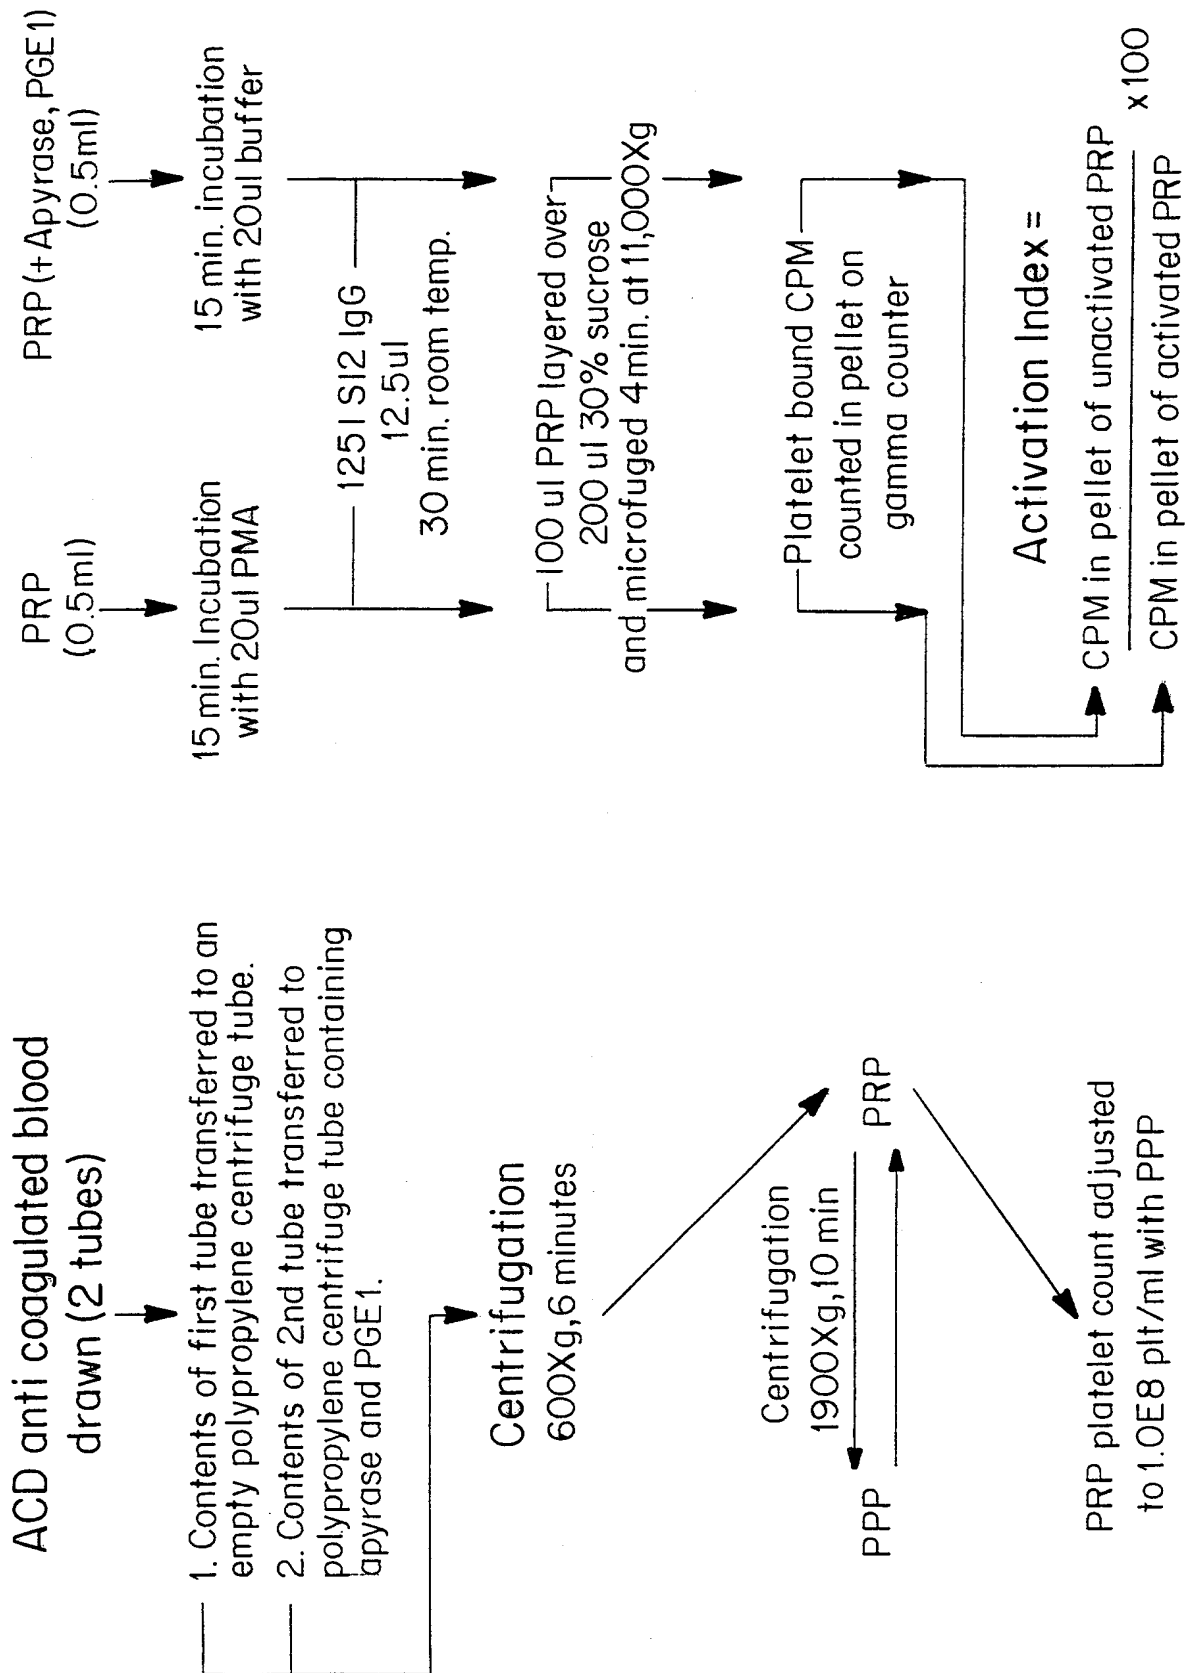 ACD anti coagulated blood
drawn (2 tubes)
1. Contents of first tube transferred to an
empty polypropylene centrifuge tube.
2. Contents of 2nd tube transferred to
polypropylene centrifuge tube containing
apyrase and PGE1.
Centrifugation
600Xg, 6 minutes
Centrifugation
1900Xg, 10 min
PPP
PRP
PRP platelet count adjusted
to 1.0E8 plt/ml with PPP
PRP
(0.5ml)
PRP (+Apyrase, PGE1)
(0.5ml)
15 min. Incubation
with 20ul PMA
15 min. incubation
with 20ul buffer
125I S12 IgG
12.5ul
30 min. room temp.
100 ul PRP layered over
200 ul 30% sucrose
and microfuged 4min. at 11,000Xg
Platelet bound CPM
counted in pellet on
gamma counter
Activation Index =
CPM in pellet of unactivated PRP
x100
CPM in pellet of activated PRP